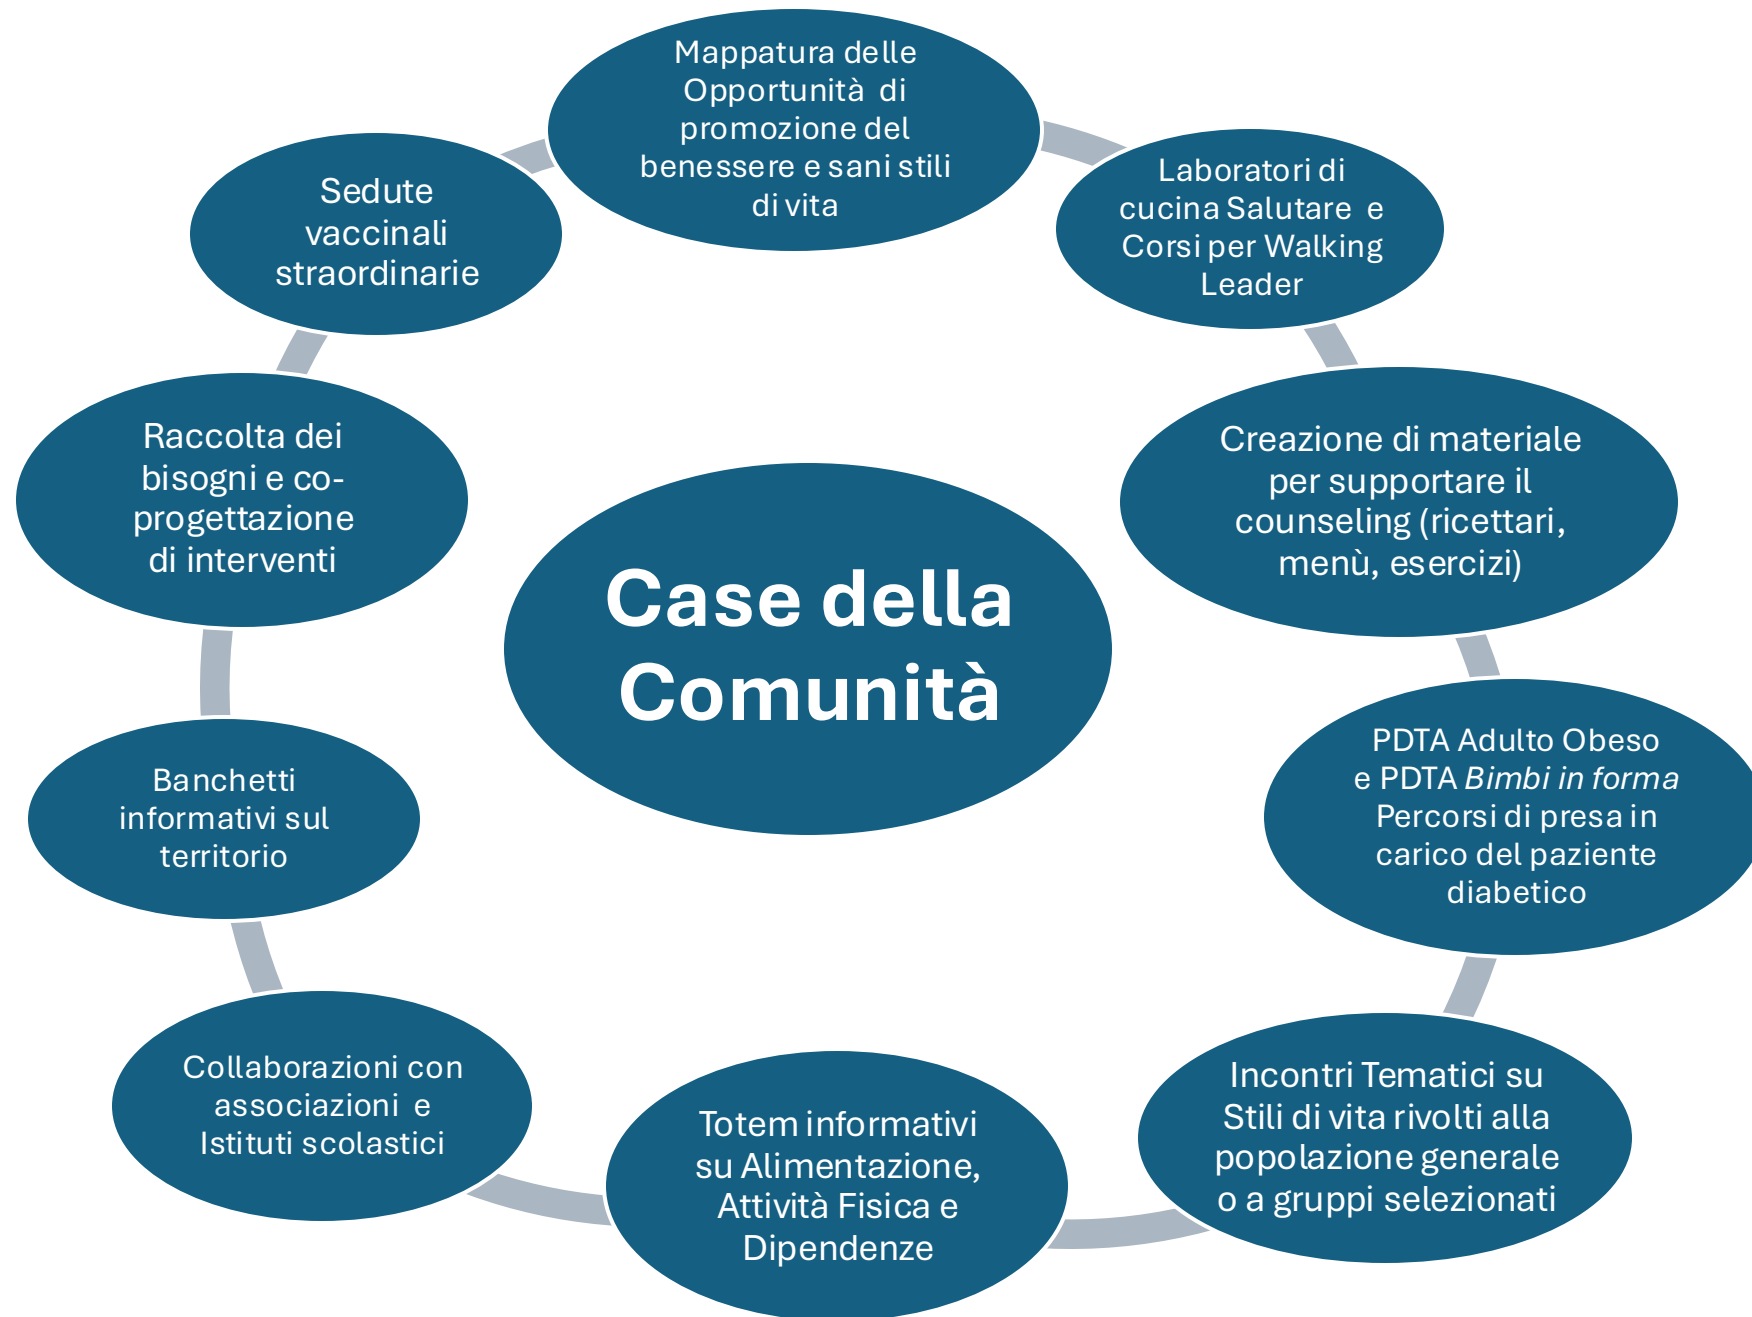 Mappatura delle
Opportunità di
promozione del
benessere e sani stili
di vita
Laboratori di
cucina Salutare e
Corsi per Walking
Leader
Creazione di materiale
per supportare il
counseling (ricettari,
menù, esercizi)
PDTA Adulto Obeso
e PDTA Bimbi in forma
Percorsi di presa in
carico del paziente
diabetico
Incontri Tematici su
Stili di vita rivolti alla
popolazione generale
o a gruppi selezionati
Totem informativi
su Alimentazione,
Attività Fisica e
Dipendenze
Collaborazioni con
associazioni e
Istituti scolastici
Banchetti
informativi sul
territorio
Raccolta dei
bisogni e co-
progettazione
di interventi
Sedute
vaccinali
straordinarie
Case della
Comunità